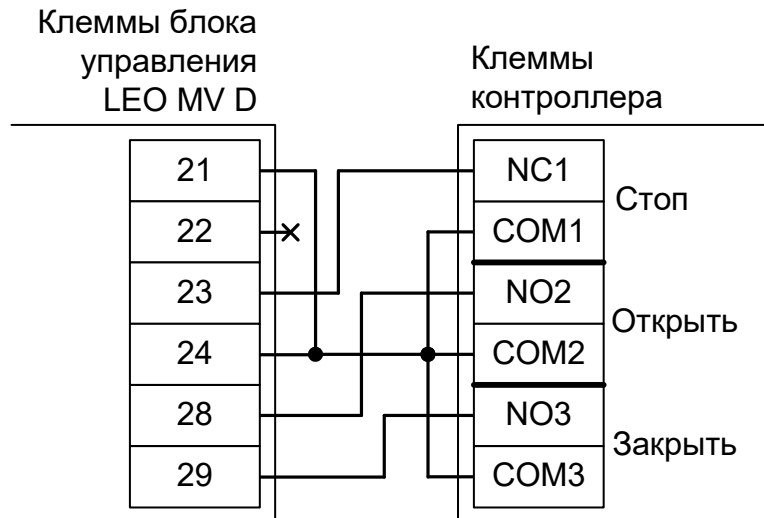 Клеммы блока
управления
LEO MV D
Клеммы
контроллера
21
22
23
24
28
29
NC1
COM1
NO2
COM2
NO3
COM3
Стоп
Открыть
Закрыть